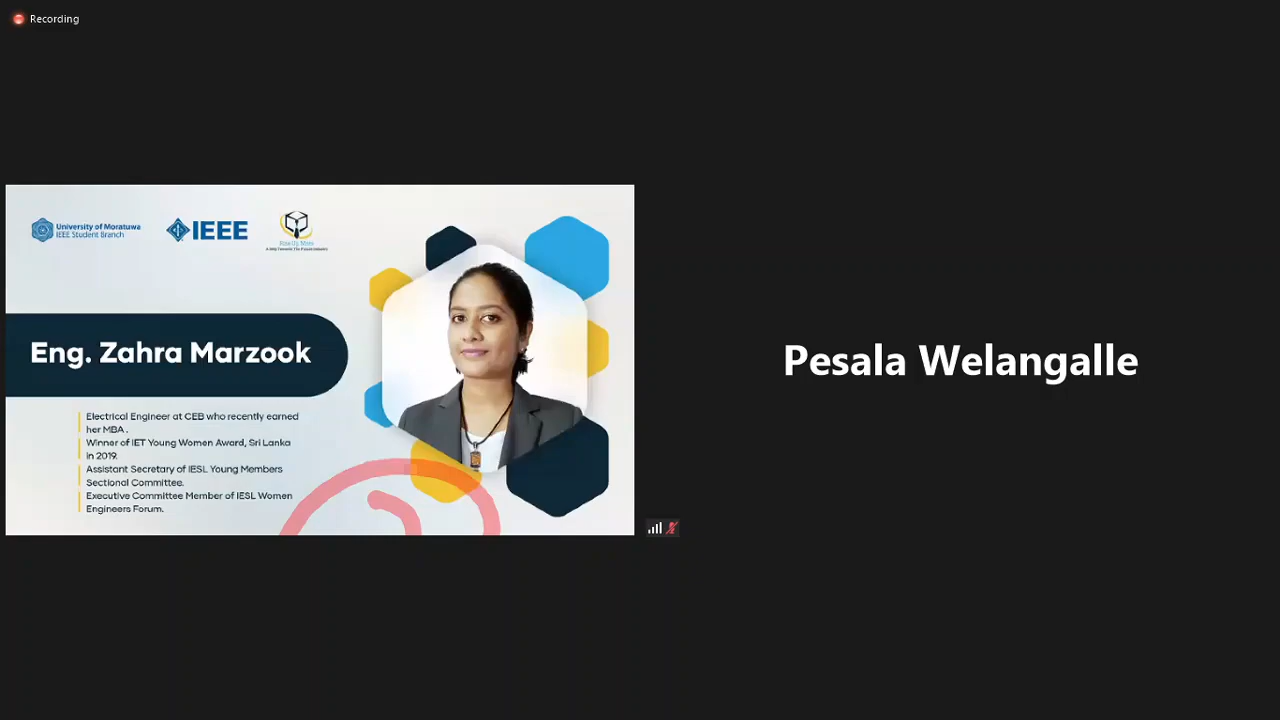 Recording
University of Moratuwa
IEEE Student Branch
IEEE
Eng. Zahra Marzook
Electrical Engineer at CEB who recently earned
her MBA .
Winner of IET Young Women Award, Sri Lanka
in 2019.
Assistant Secretary of IESL Young Members
Sectional Committee.
Executive Committee Member of IESL Women
Engineers Forum.
Pesala Welangalle